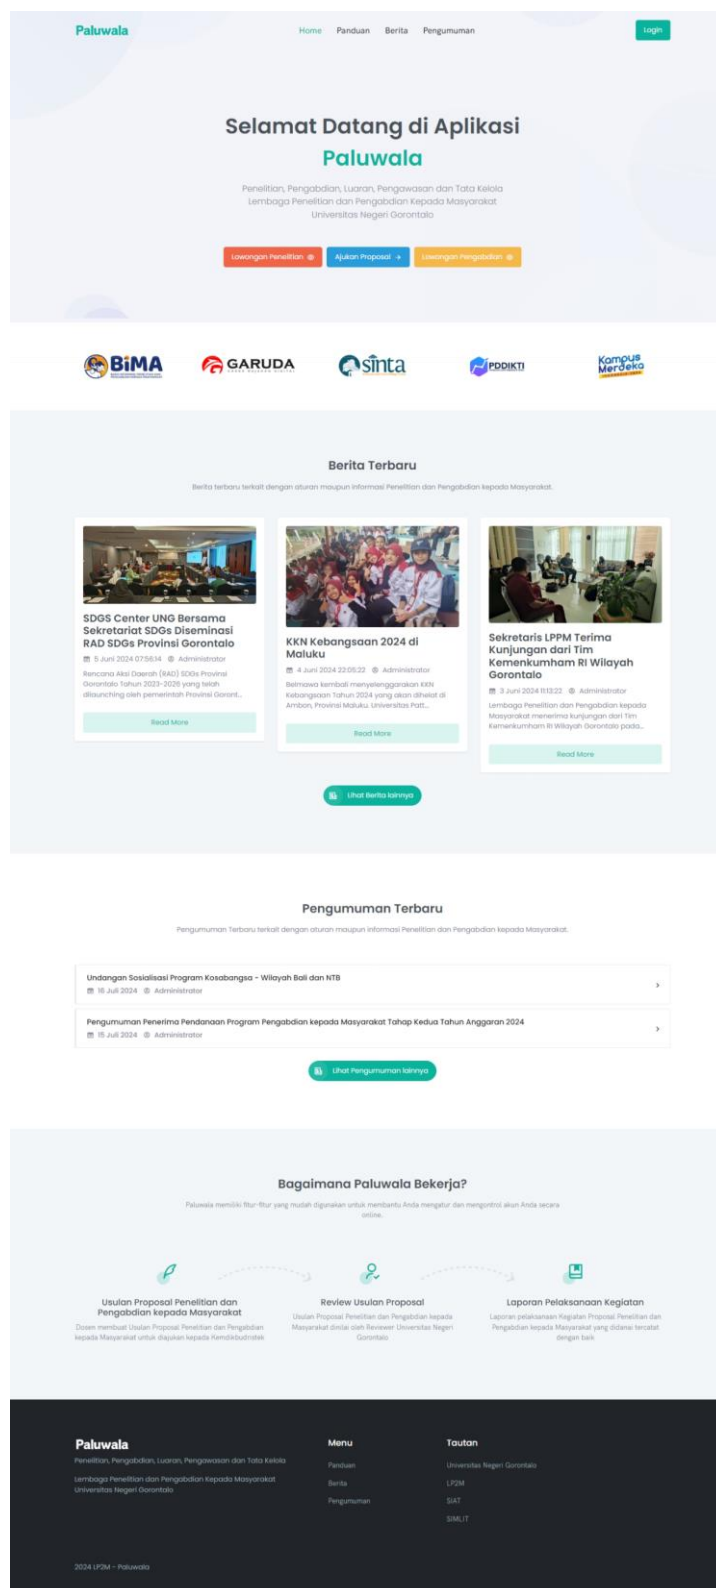 Paluwala
Home Panduan Berita Pengumuman
Login
Selamat Datang di Aplikasi
Paluwala
Penelitian, Pengabdian, Luaran, Pengawasan dan Tata Kelola
Lembaga Penelitian dan Pengabdian Kepada Masyarakat
Universitas Negeri Gorontalo
Lowongan Penelitian
Ajukan Proposal
Lowongan Pengabdian
BiMA
GARUDA
sinta
PDDIKTI
Kampus
Merdeka
Berita Terbaru
Berita terbaru terkait dengan aturan maupun informasi Penelitian dan Pengabdian kepada Masyarakat.
SDGS Center UNG Bersama
Sekretariat SDGs Diseminasi
RAD SDGs Provinsi Gorontalo
5 Juni 2024 07:56:14 Administrator
Rencana Aksi Daerah (RAD) SDGs Provinsi
Gorontalo Tahun 2023-2026 yang telah
dilaunching oleh pemerintah Provinsi Goront...
Read More
KKN Kebangsaan 2024 di
Maluku
4 Juni 2024 22:05:22 Administrator
Belmawa kembali menyelenggarakan KKN
Kebangsaan Tahun 2024 yang akan dihelat di
Ambon, Provinsi Maluku. Universitas Patt...
Read More
Sekretaris LPPM Terima
Kunjungan dari Tim
Kemenkumham RI Wilayah
Gorontalo
3 Juni 2024 11:13:22 Administrator
Lembaga Penelitian dan Pengabdian kepada
Masyarakat menerima kunjungan dari Tim
Kemenkumham RI Wilayah Gorontalo pada...
Read More
Lihat Berita lainnya
Pengumuman Terbaru
Pengumuman Terbaru terkait dengan aturan maupun informasi Penelitian dan Pengabdian kepada Masyarakat.
Undangan Sosialisasi Program Kosabangsa - Wilayah Bali dan NTB
16 Juli 2024 Administrator
Pengumuman Penerima Pendanaan Program Pengabdian kepada Masyarakat Tahap Kedua Tahun Anggaran 2024
15 Juli 2024 Administrator
Lihat Pengumuman lainnya
Bagaimana Paluwala Bekerja?
Paluwala memiliki fitur-fitur yang mudah digunakan untuk membantu Anda mengatur dan mengontrol akun Anda secara
online.
Usulan Proposal Penelitian dan
Pengabdian kepada Masyarakat
Dosen membuat Usulan Proposal Penelitian dan Pengabdian
kepada Masyarakat untuk diajukan kepada Kemdikbudristek
Review Usulan Proposal
Usulan Proposal Penelitian dan Pengabdian kepada
Masyarakat dinilai oleh Reviewer Universitas Negeri
Gorontalo
Laporan Pelaksanaan Kegiatan
Laporan pelaksanaan Kegiatan Proposal Penelitian dan
Pengabdian kepada Masyarakat yang didanai tercatat
dengan baik
Paluwala
Penelitian, Pengabdian, Luaran, Pengawasan dan Tata Kelola
Lembaga Penelitian dan Pengabdian Kepada Masyarakat
Universitas Negeri Gorontalo
Menu
Panduan
Berita
Pengumuman
Tautan
Universitas Negeri Gorontalo
LP2M
SIAT
SIMLIT
2024 LP2M - Paluwala